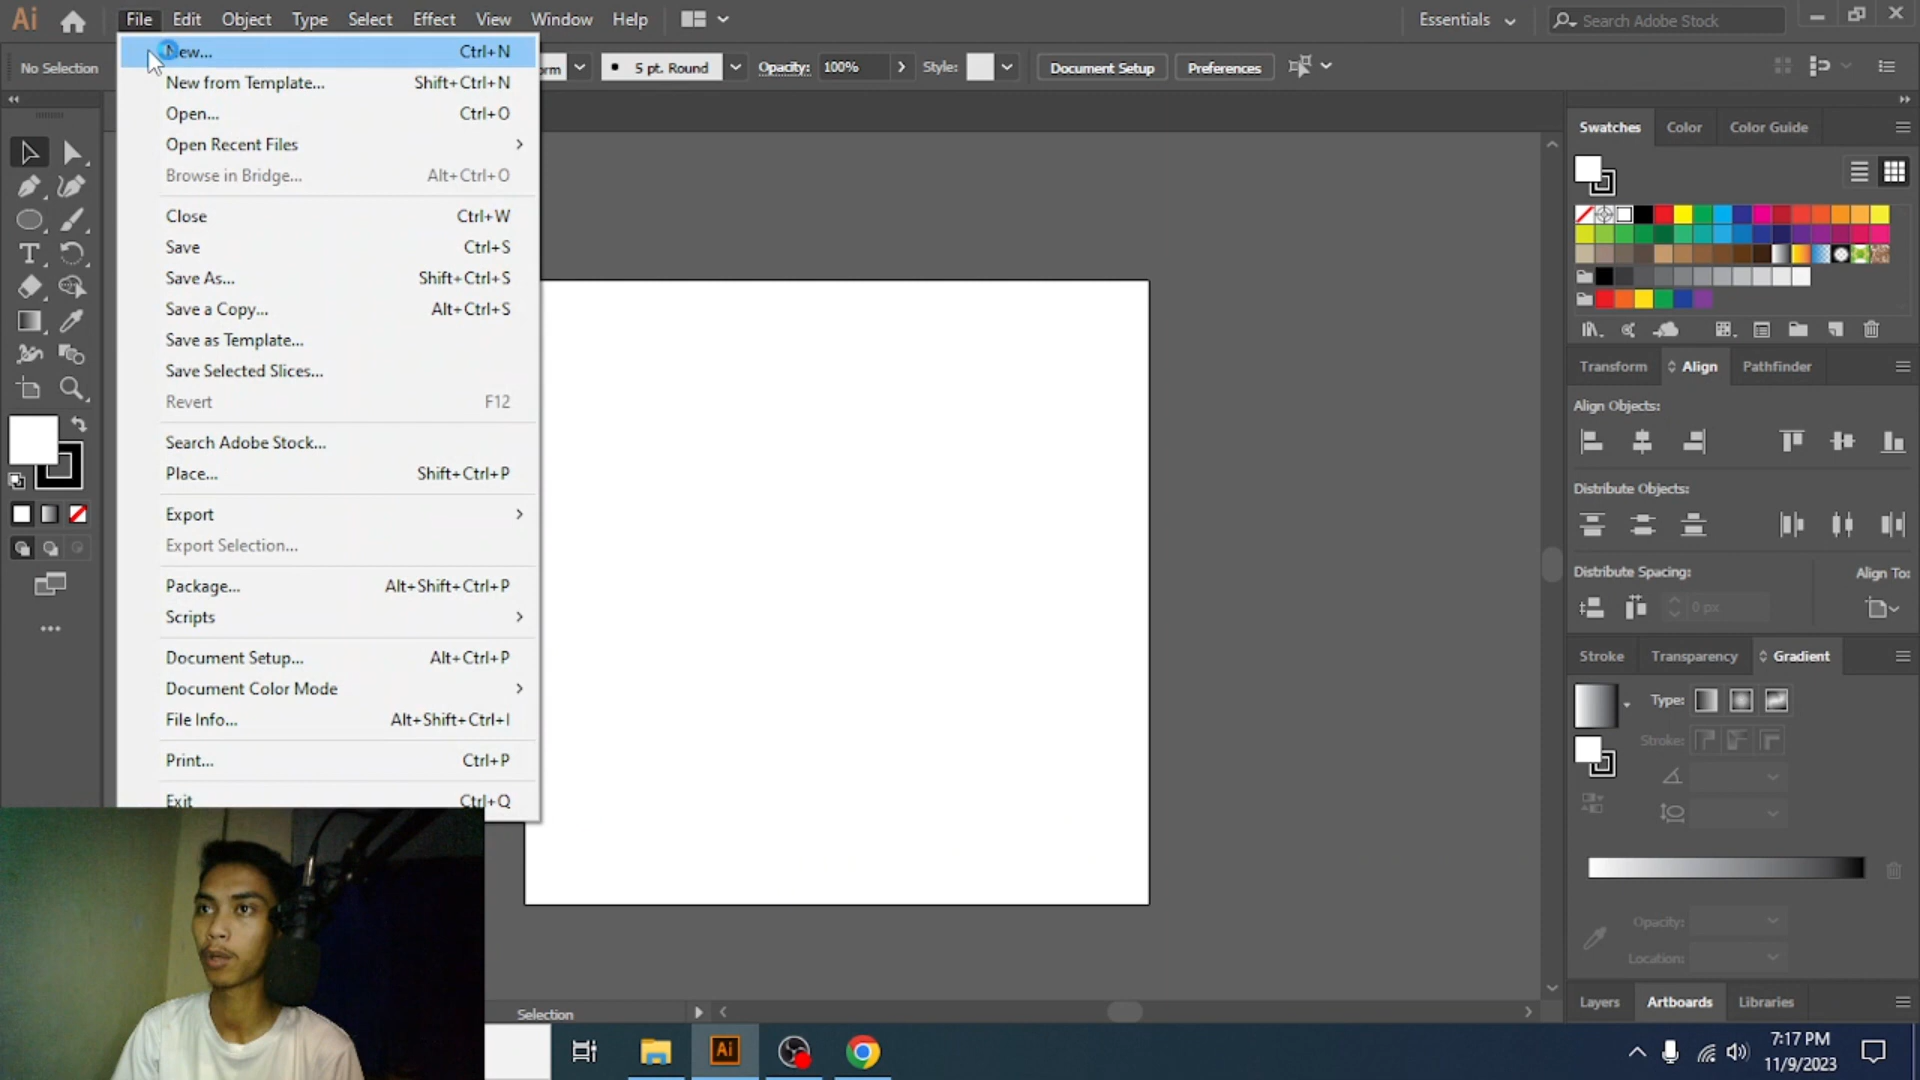 Ai File Edit Object Type Select Effect View Window Help Essentials Search Adobe Stock
No Selection 5 pt. Round Opacity: 100% Style: Document Setup Preferences
New... Ctrl+N
New from Template... Shift+Ctrl+N
Open... Ctrl+O
Open Recent Files
Browse in Bridge... Alt+Ctrl+O
Close Ctrl+W
Save Ctrl+S
Save As... Shift+Ctrl+S
Save a Copy... Alt+Ctrl+S
Save as Template...
Save Selected Slices...
Revert F12
Search Adobe Stock...
Place... Shift+Ctrl+P
Export
Export Selection...
Package... Alt+Shift+Ctrl+P
Scripts
Document Setup... Alt+Ctrl+P
Document Color Mode
File Info... Alt+Shift+Ctrl+I
Print... Ctrl+P
Exit Ctrl+Q
Swatches Color Color Guide
Transform Align Pathfinder
Align Objects:
Distribute Objects:
Distribute Spacing: Align To:
0 px
Stroke Transparency Gradient
Type:
Stroke:
Opacity:
Location:
Layers Artboards Libraries
Selection
Ai
7:17 PM
11/9/2023